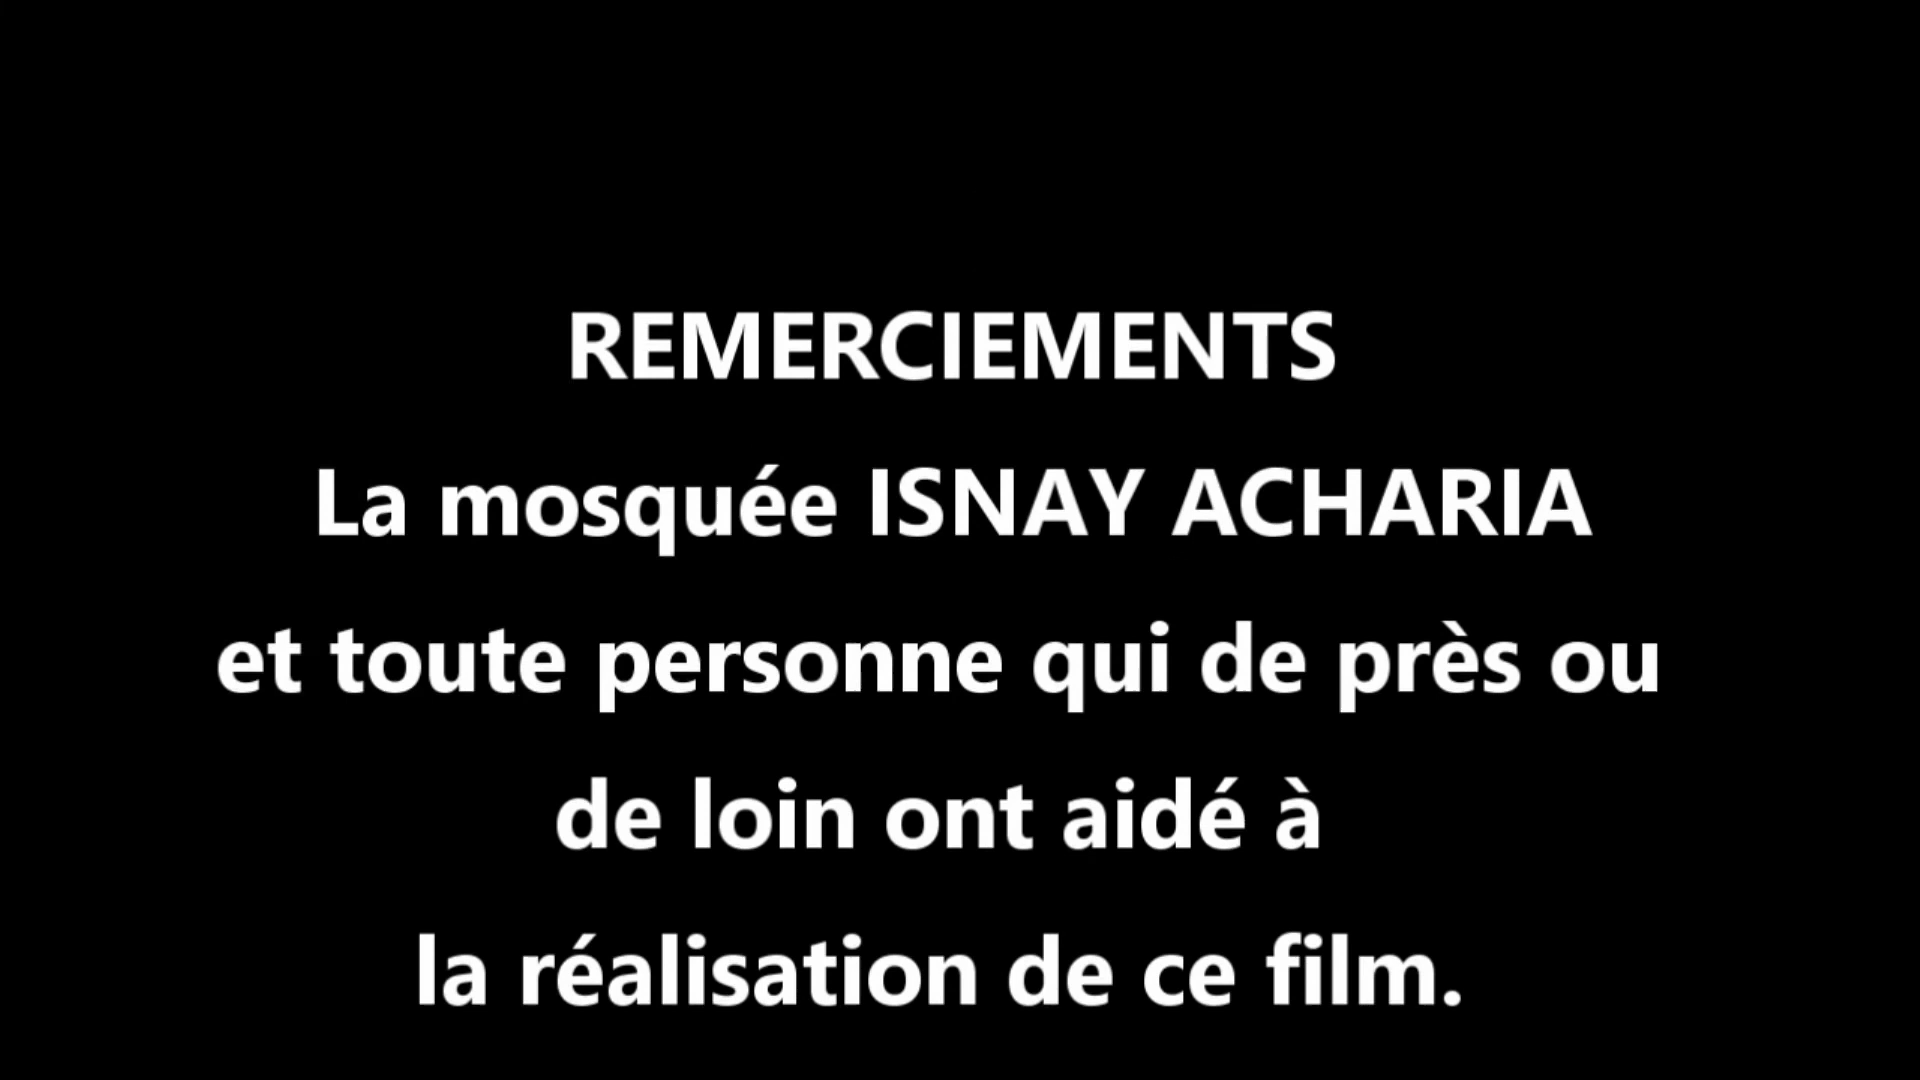 REMERCIEMENTS
La mosquée ISNAY ACHARIA
et toute personne qui de près ou
de loin ont aidé à
la réalisation de ce film.